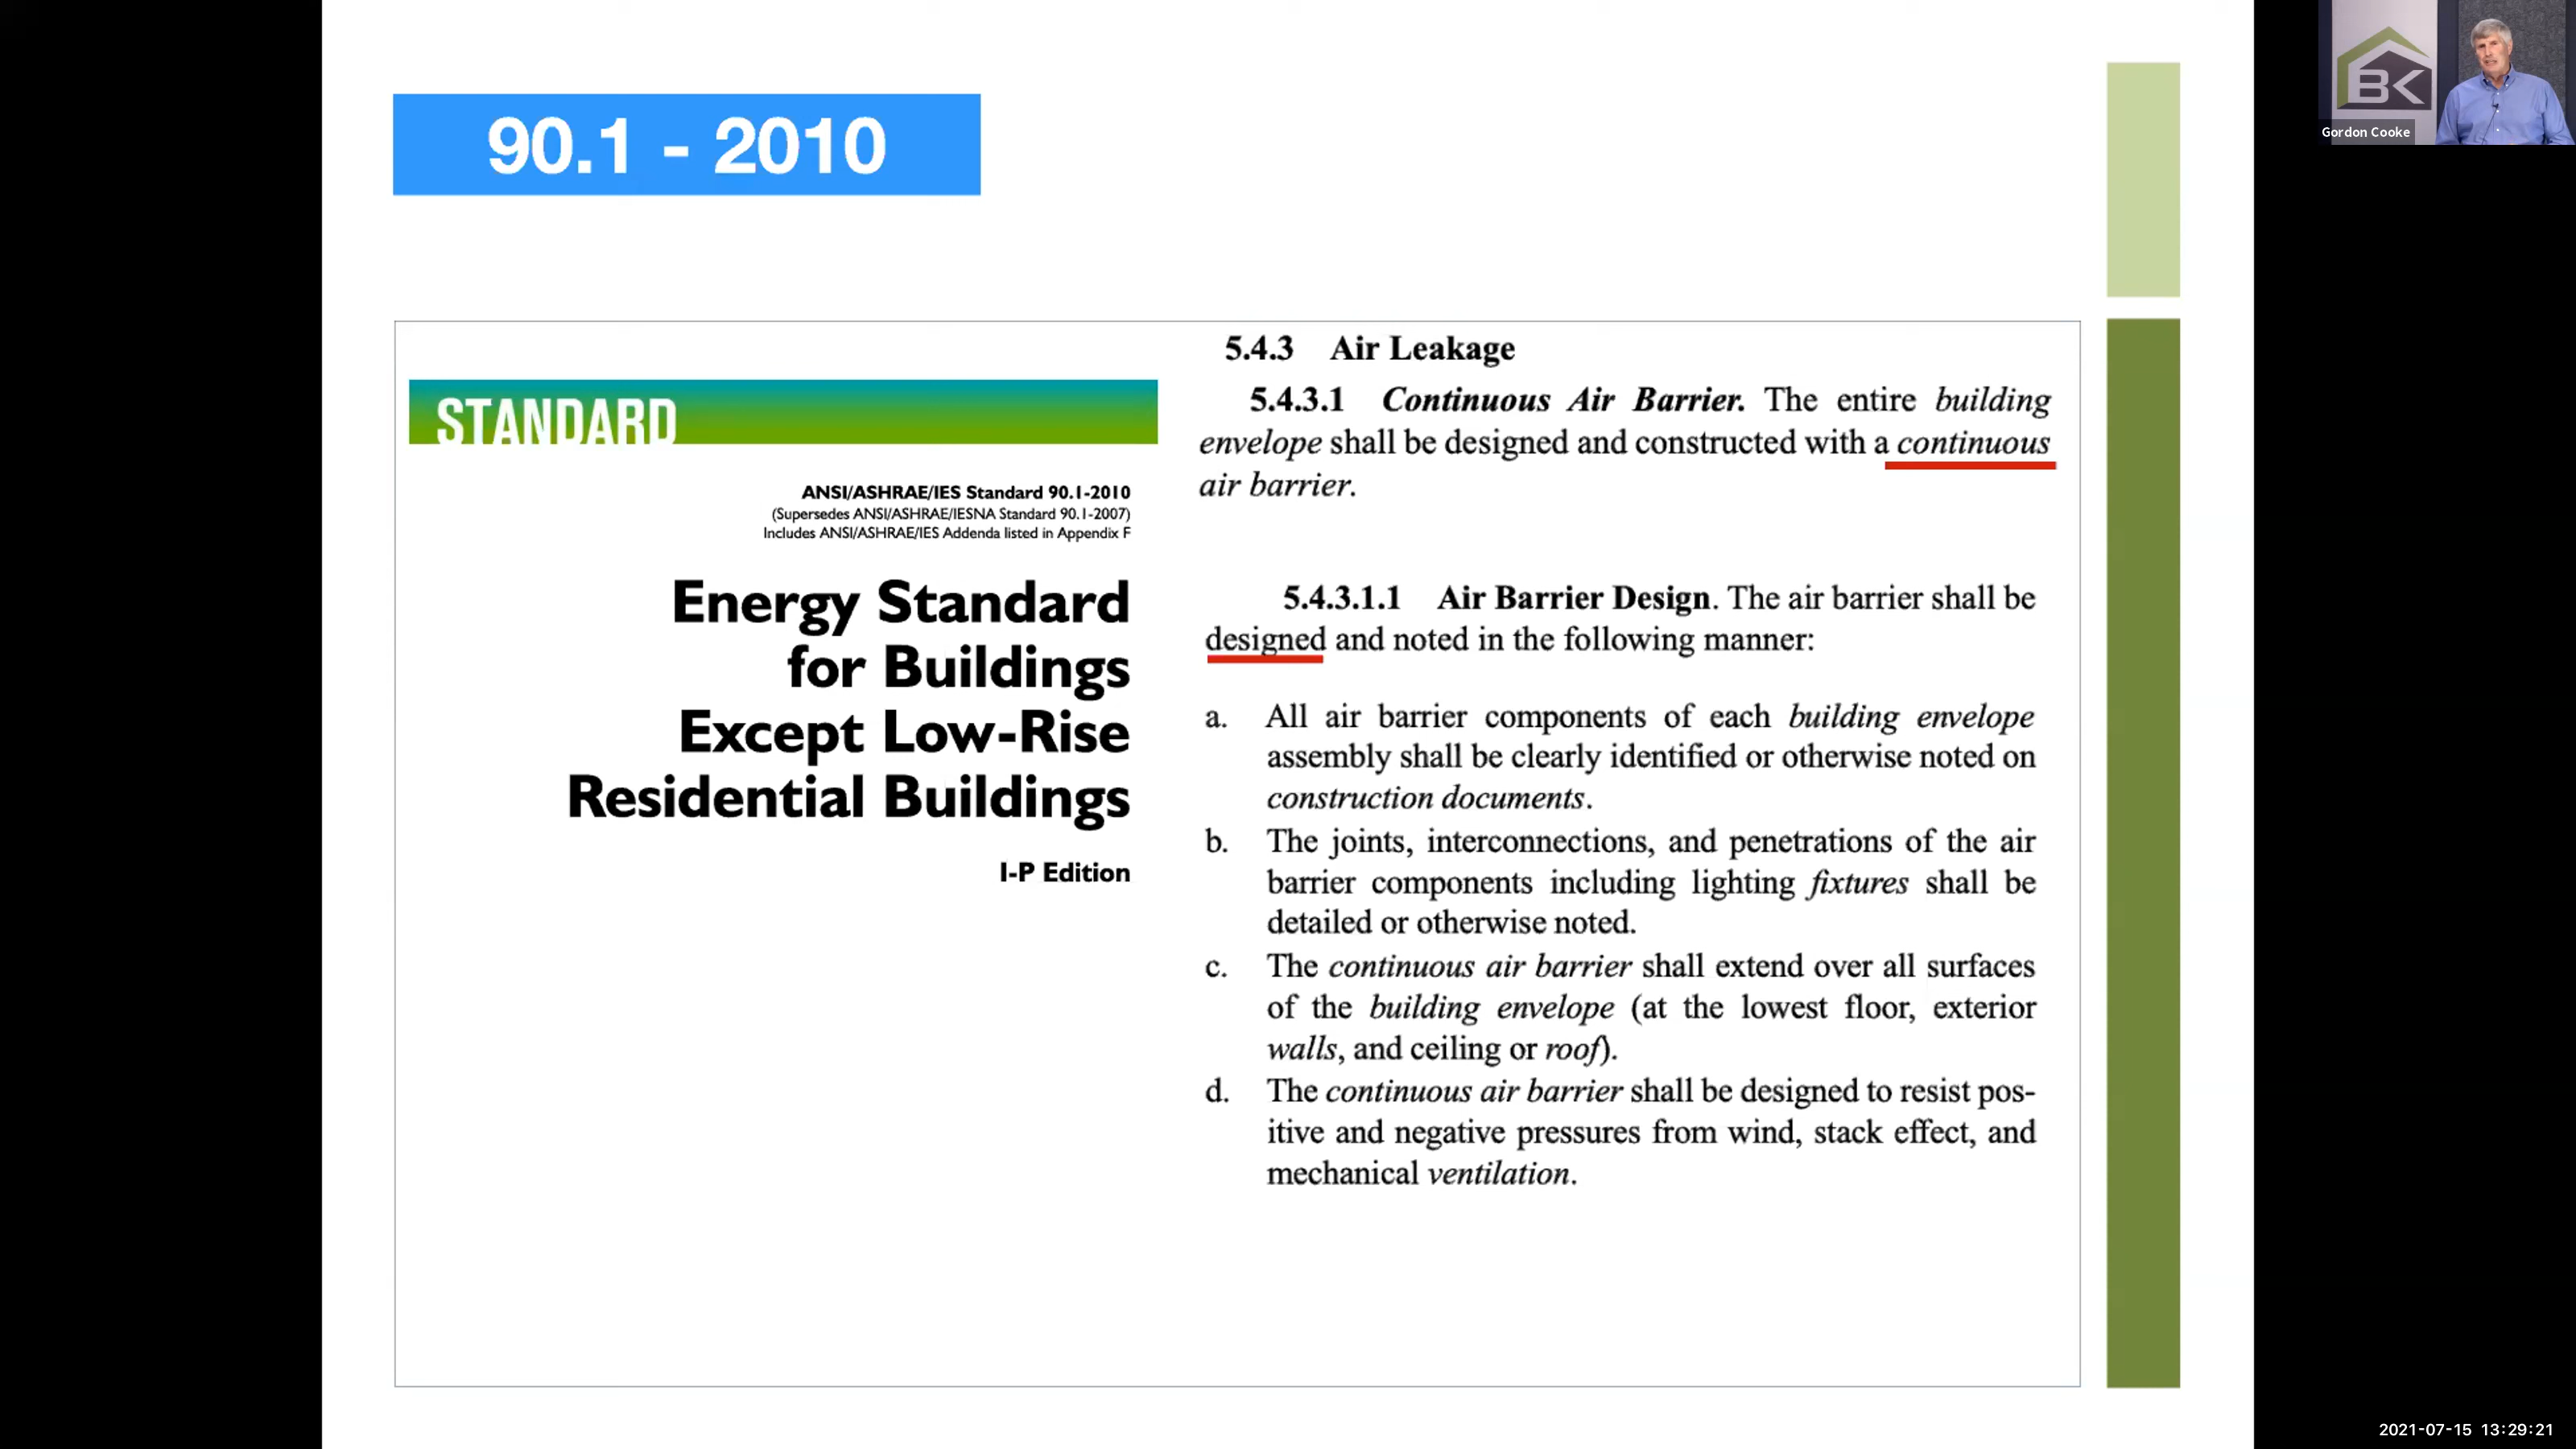 90.1 - 2010
BK
Gordon Cooke
STANDARD
ANSI/ASHRAE/IES Standard 90.1-2010
(Supersedes ANSI/ASHRAE/IESNA Standard 90.1-2007)
Includes ANSI/ASHRAE/IES Addenda listed in Appendix F
Energy Standard
for Buildings
Except Low-Rise
Residential Buildings
I-P Edition
5.4.3 Air Leakage
5.4.3.1 Continuous Air Barrier. The entire building
envelope shall be designed and constructed with a continuous
air barrier.
5.4.3.1.1 Air Barrier Design. The air barrier shall be
designed and noted in the following manner:
a. All air barrier components of each building envelope
assembly shall be clearly identified or otherwise noted on
construction documents.
b. The joints, interconnections, and penetrations of the air
barrier components including lighting fixtures shall be
detailed or otherwise noted.
c. The continuous air barrier shall extend over all surfaces
of the building envelope (at the lowest floor, exterior
walls, and ceiling or roof).
d. The continuous air barrier shall be designed to resist pos-
itive and negative pressures from wind, stack effect, and
mechanical ventilation.
2021-07-15 13:29:21